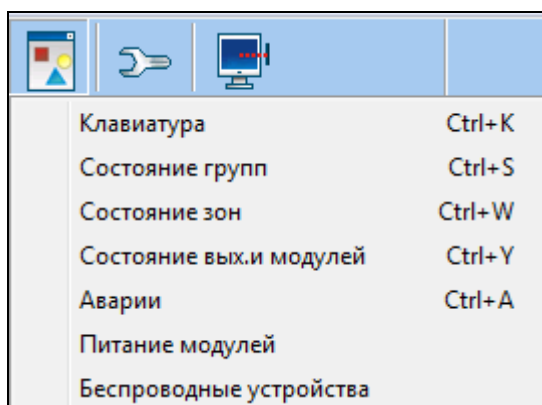 Клавиатура Ctrl+K
Состояние групп Ctrl+S
Состояние зон Ctrl+W
Состояние вых.и модулей Ctrl+Y
Аварии Ctrl+A
Питание модулей
Беспроводные устройства